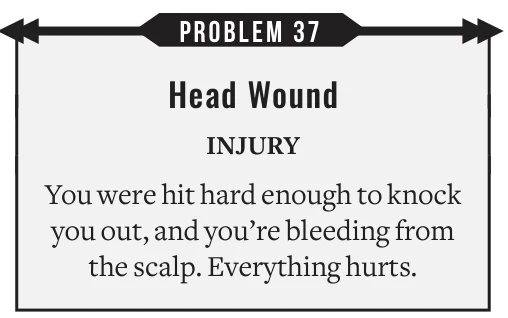 PROBLEM 37
Head Wound
INJURY
You were hit hard enough to knock
you out, and you’re bleeding from
the scalp. Everything hurts.